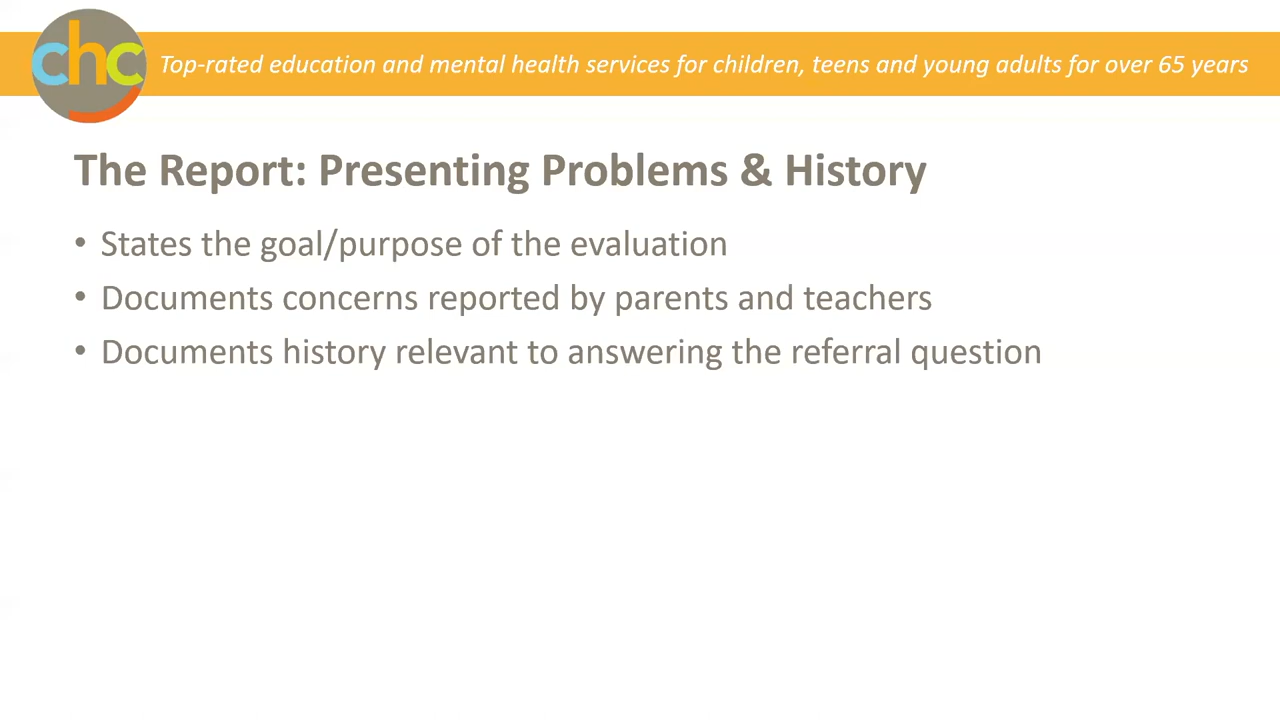 chc
Top-rated education and mental health services for children, teens and young adults for over 65 years
The Report: Presenting Problems & History
• States the goal/purpose of the evaluation
• Documents concerns reported by parents and teachers
• Documents history relevant to answering the referral question